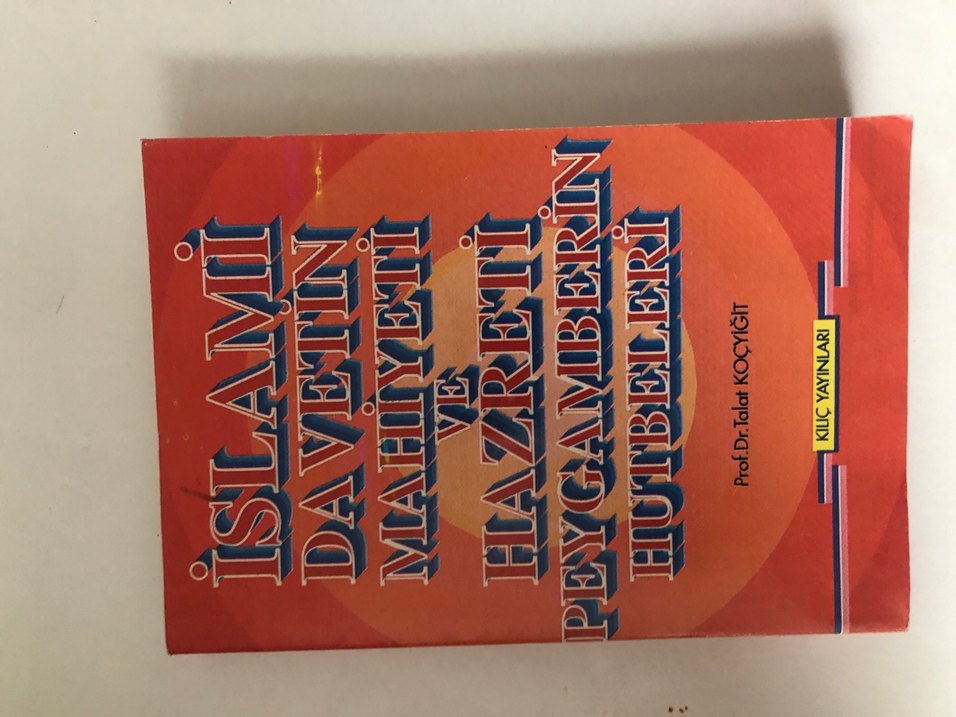 İSLAMİİ
DAVETİN
MAHİYETİ
VE
HAZRETİ
PEYGAMBERİN
HUTBELERİ
Prof.Dr.Talat KOÇYİĞİT
KILIÇ YAYINLARI